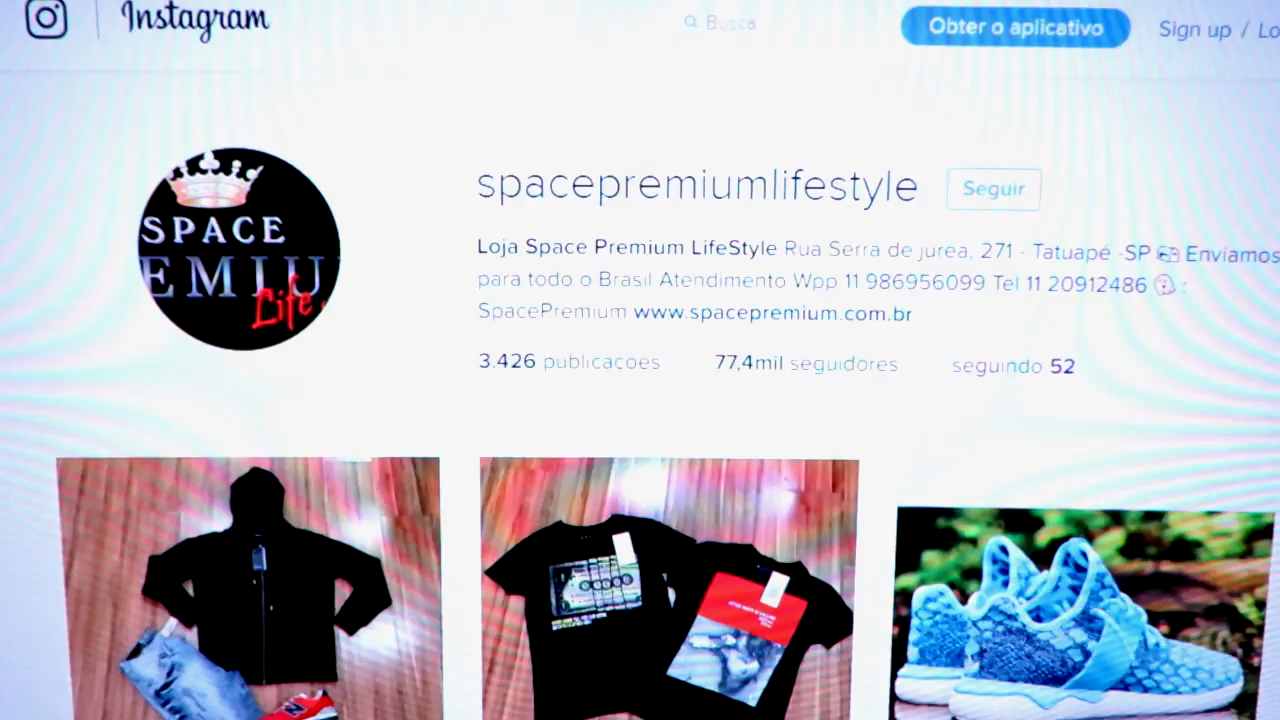 Instagram
Busca
Obter o aplicativo
Sign up / Lo
SPACE
EMIU
Life
spacepremiumlifestyle
Seguir
Loja Space Premium LifeStyle Rua Serra de jurea, 271 - Tatuapé -SP Enviamos
para todo o Brasil Atendimento Wpp 11 986956099 Tel 11 20912486 :
SpacePremium www.spacepremium.com.br
3.426 publicacoes
77,4mil seguidores
seguindo 52